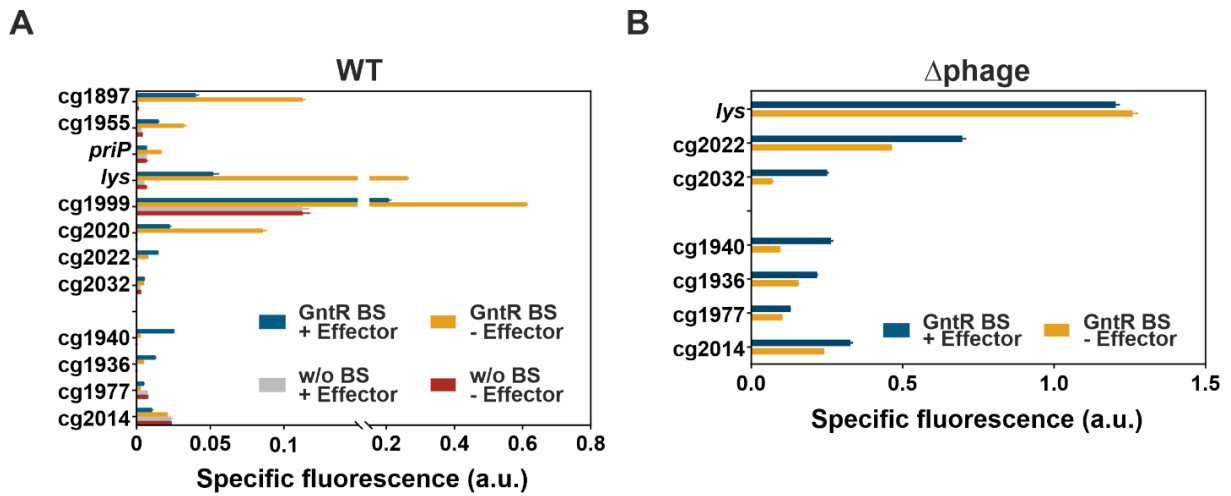 A
WT
cg1897
cg1955
priP
lys
cg1999
cg2020
cg2022
cg2032
cg1940
cg1936
cg1977
cg2014
GntR BS
+ Effector
GntR BS
- Effector
w/o BS
+ Effector
w/o BS
- Effector
0 0.05 0.1 0.2 0.4 0.6 0.8
Specific fluorescence (a.u.)
B
Δphage
lys
cg2022
cg2032
cg1940
cg1936
cg1977
cg2014
GntR BS
+ Effector
GntR BS
- Effector
0.0 0.5 1.0 1.5
Specific fluorescence (a.u.)